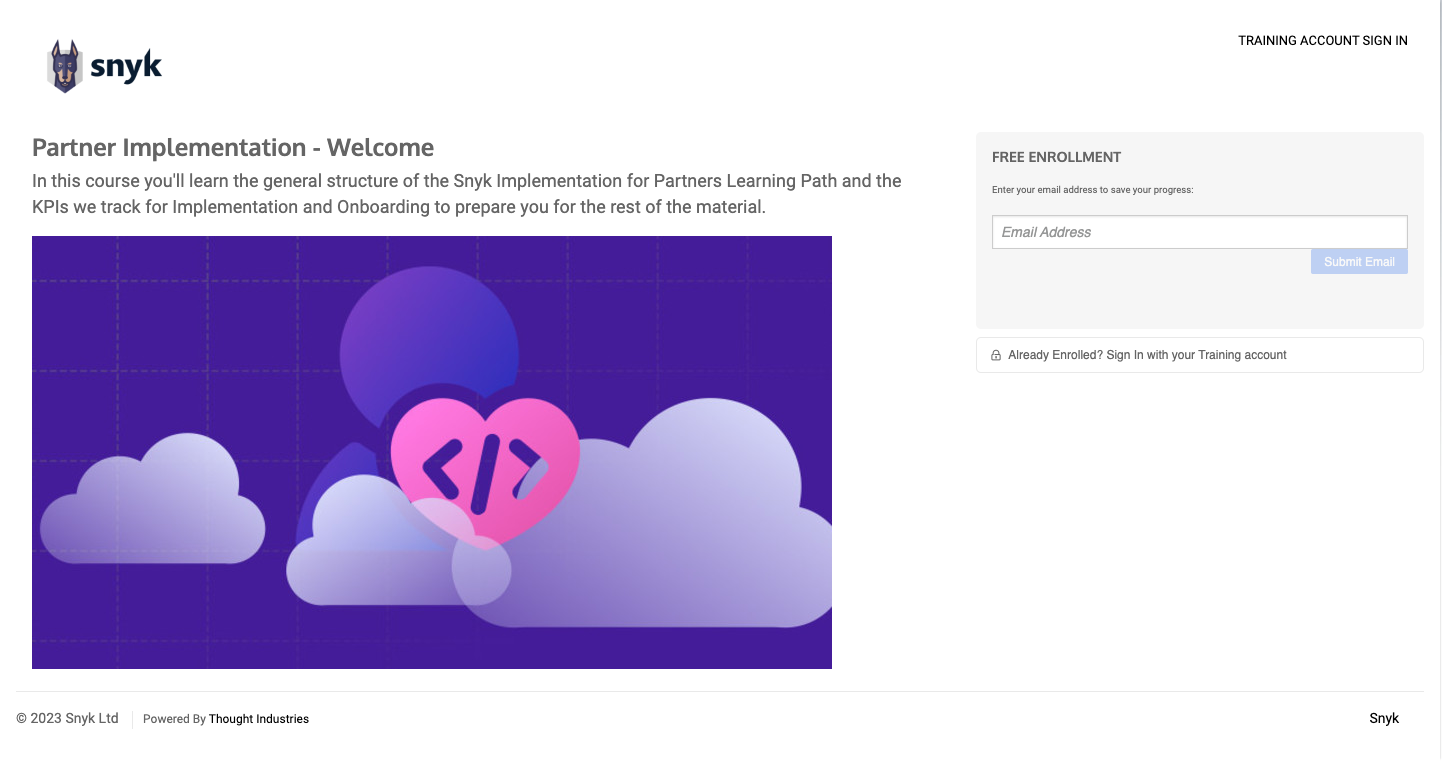 snyk
TRAINING ACCOUNT SIGN IN
Partner Implementation - Welcome
In this course you'll learn the general structure of the Snyk Implementation for Partners Learning Path and the
KPIs we track for Implementation and Onboarding to prepare you for the rest of the material.
</>
FREE ENROLLMENT
Enter your email address to save your progress:
Email Address
Submit Email
Already Enrolled? Sign In with your Training account
© 2023 Snyk Ltd
Powered By Thought Industries
Snyk